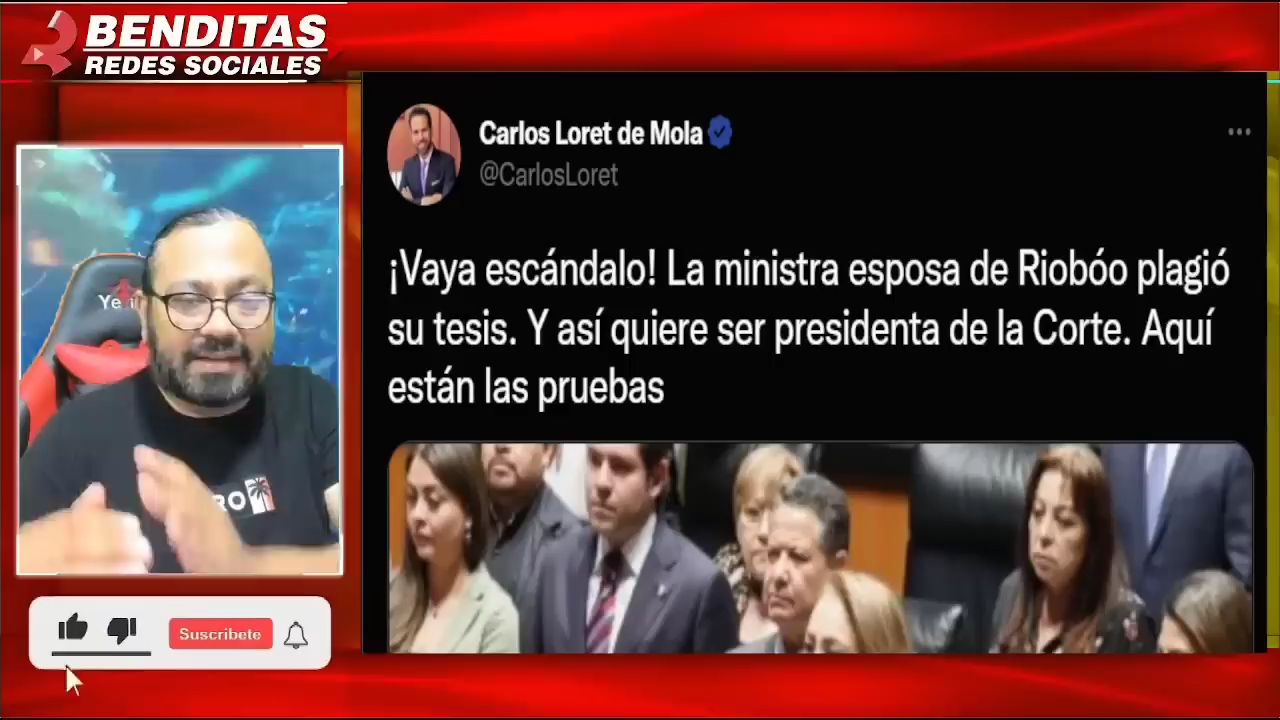 BENDITAS
REDES SOCIALES
Carlos Loret de Mola
@CarlosLoret
¡Vaya escándalo! La ministra esposa de Riobóo plagió
su tesis. Y así quiere ser presidenta de la Corte. Aquí
están las pruebas
Suscribete